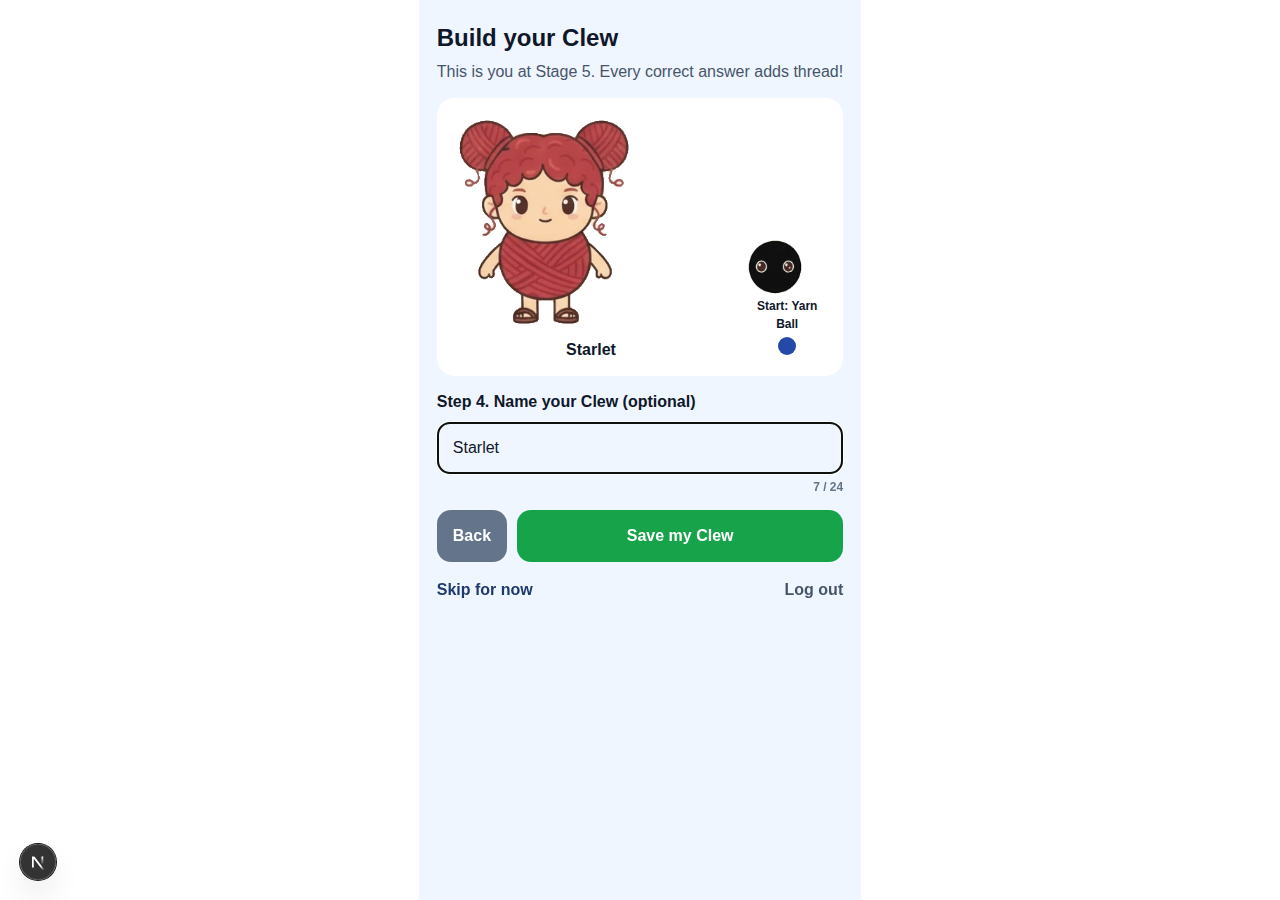 Build your Clew
This is you at Stage 5. Every correct answer adds thread!
Start: Yarn
Ball
Starlet
Step 4. Name your Clew (optional)
Starlet
7 / 24
Back
Save my Clew
Skip for now
Log out
N